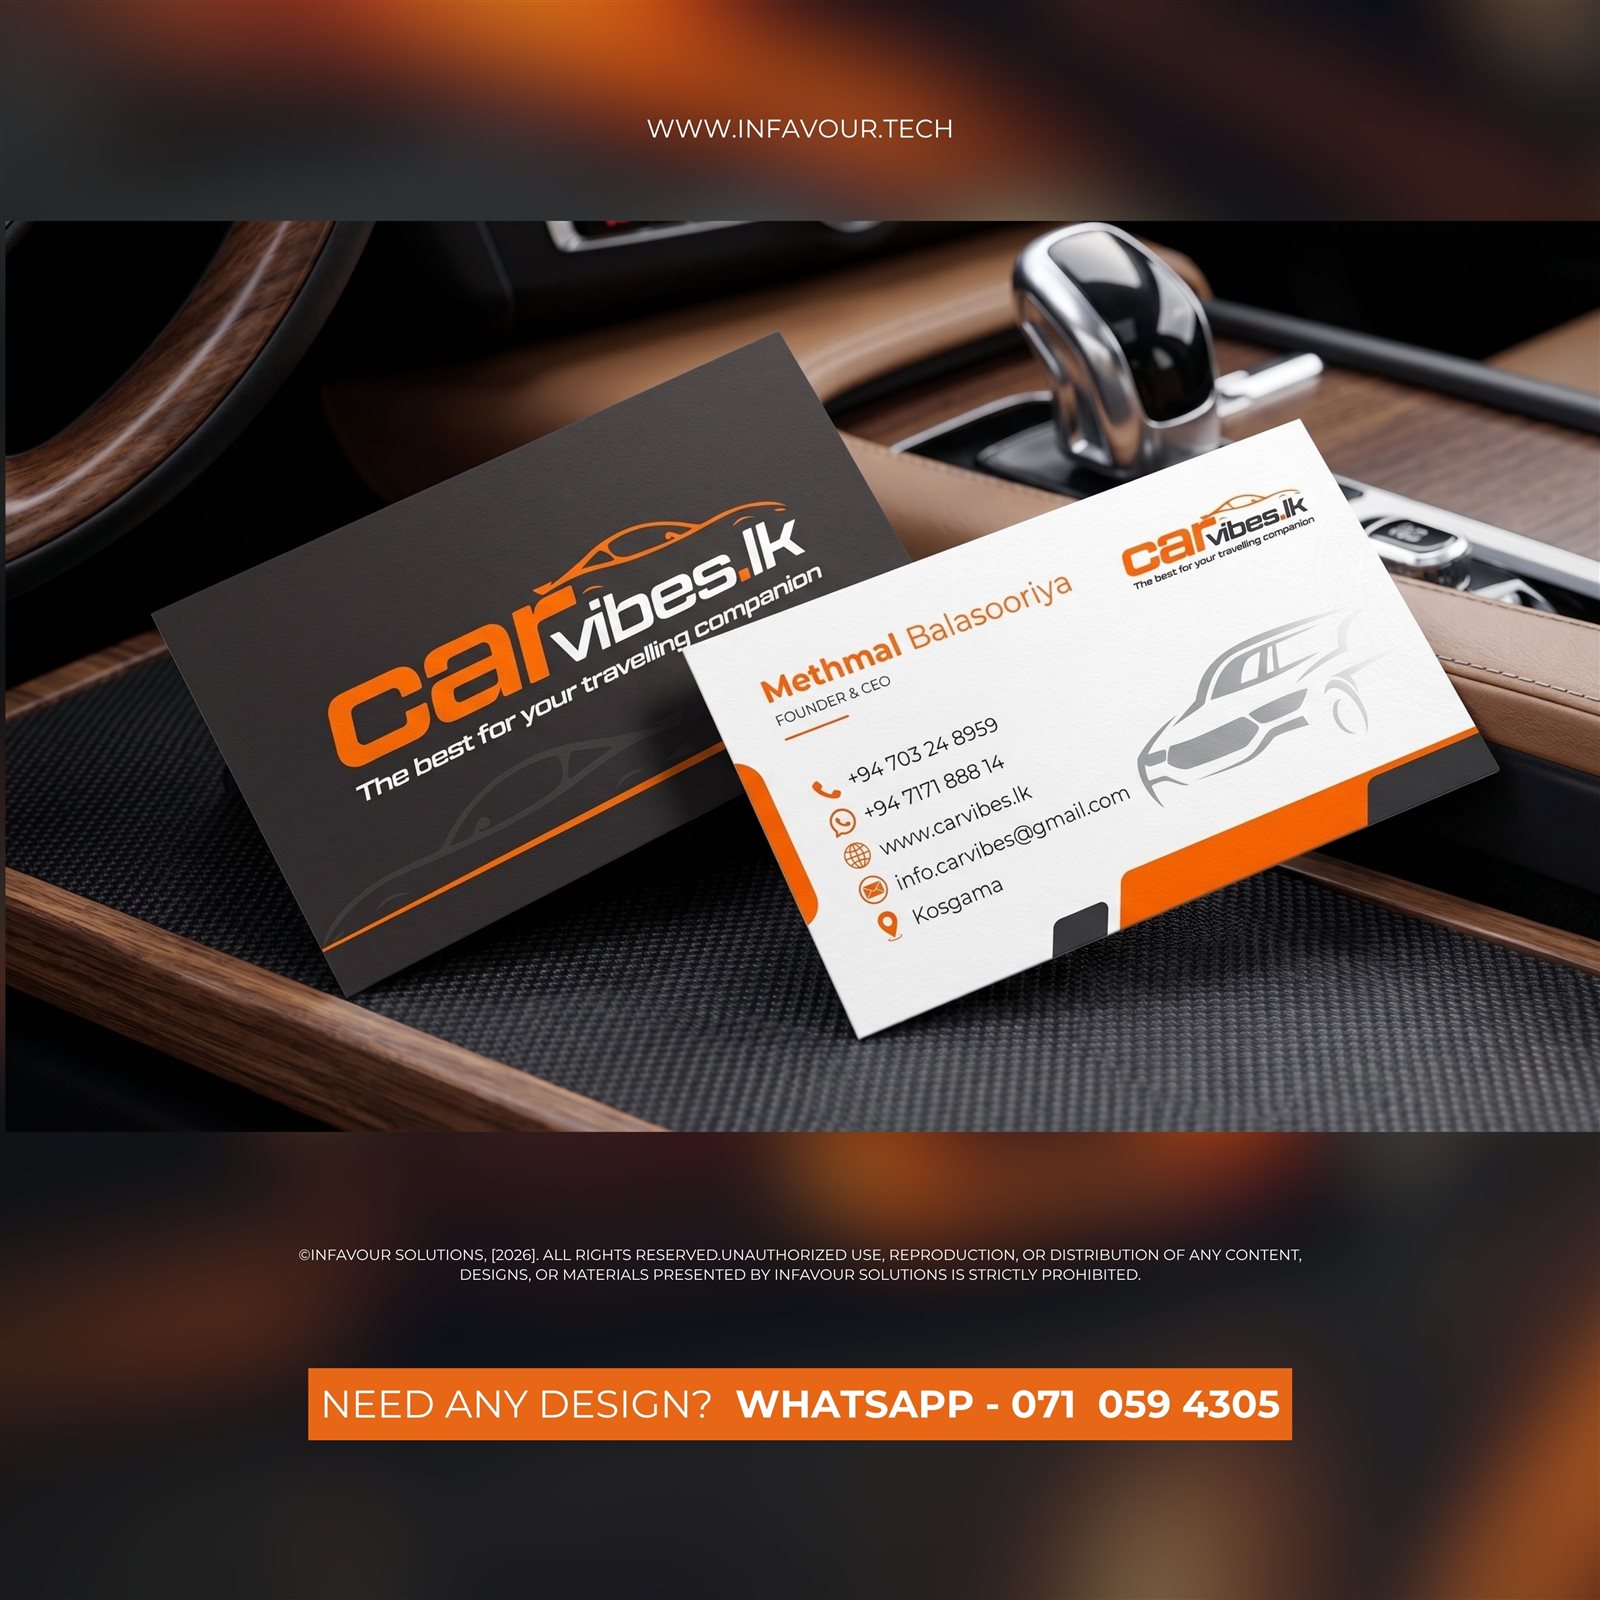 WWW.INFAVOUR.TECH
carvibes.lk
The best for your travelling companion
carvibes.lk
The best for your travelling companion
Methmal Balasooriya
FOUNDER & CEO
+94 703 24 8959
+94 7171 888 14
www.carvibes.lk
info.carvibes@gmail.com
Kosgama
©INFAVOUR SOLUTIONS, [2026]. ALL RIGHTS RESERVED.UNAUTHORIZED USE, REPRODUCTION, OR DISTRIBUTION OF ANY CONTENT,
DESIGNS, OR MATERIALS PRESENTED BY INFAVOUR SOLUTIONS IS STRICTLY PROHIBITED.
NEED ANY DESIGN? WHATSAPP - 071 059 4305